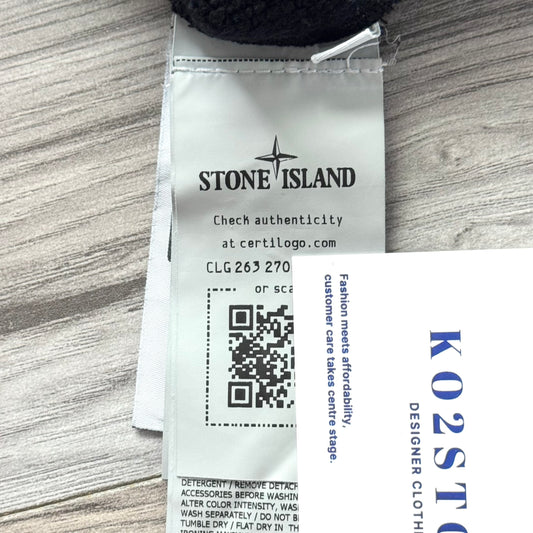 STONE ISLAND
Check authenticity
at certilogo.com
CLG 263 270
or sca
DETERGENT / REMOVE DETACH
ACCESSORIES BEFORE WASHIN
ALTER COLOR INTENSITY, WAS
WASH SEPARATELY / DO NOT B
TUMBLE DRY / FLAT DRY IN TH
Fashion meets affordability,
customer care takes centre stage.
KO2STO
DESIGNER CLOTHE